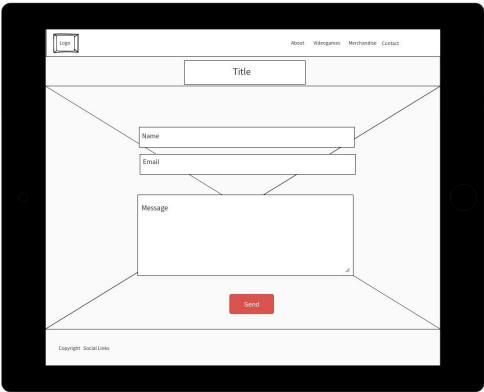 Logo
About Videogames Merchandise Contact
Title
Name
Email
Message
Send
Copyright Social Links